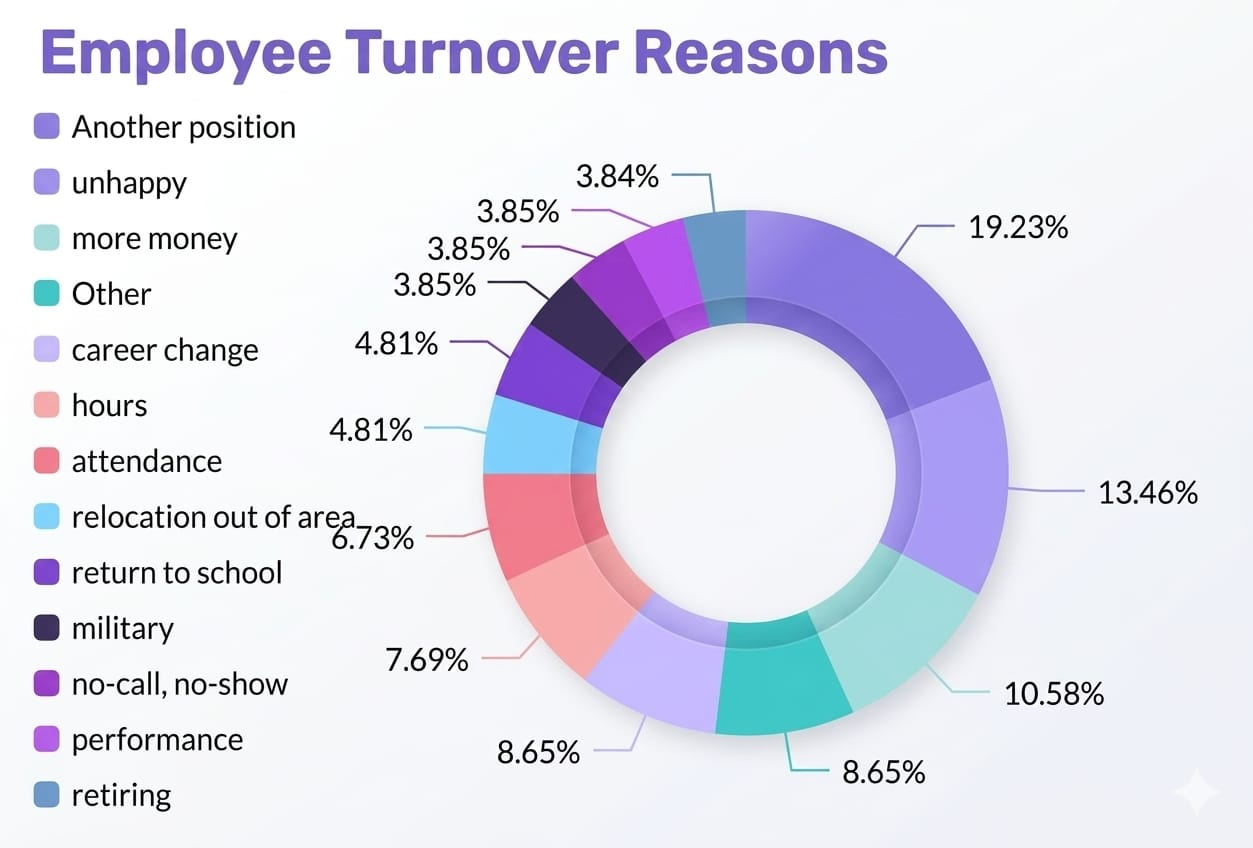 Employee Turnover Reasons
Another position
unhappy
more money
Other
career change
hours
attendance
relocation out of area
return to school
military
no-call, no-show
performance
retiring
19.23%
13.46%
10.58%
8.65%
8.65%
7.69%
6.73%
4.81%
4.81%
3.85%
3.85%
3.85%
3.84%